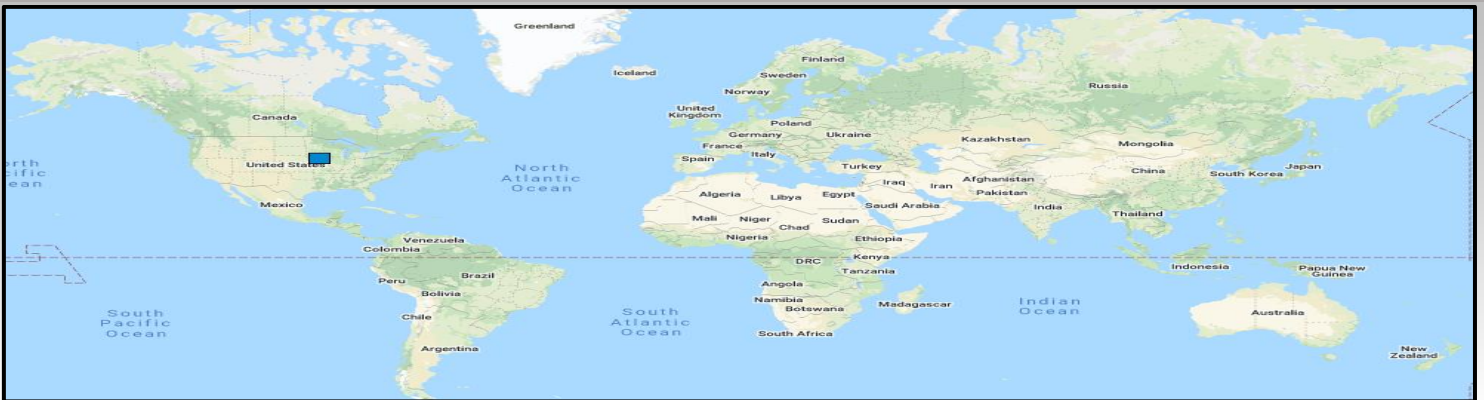 Greenland
Iceland
Finland
Sweden
Norway
Russia
United
Kingdom
Canada
Poland
Germany
Ukraine
Kazakhstan
Mongolia
France
Italy
Spain
United States
North
Atlantic
Ocean
orth
cific
ean
Turkey
China
Japan
South Korea
Afghanistan
Iraq
Iran
Pakistan
Algeria
Libya
Egypt
Saudi Arabia
Mexico
India
Thailand
Mali
Niger
Chad
Sudan
Nigeria
Ethiopia
Venezuela
Colombia
DRC
Kenya
Tanzania
Indonesia
Papua New
Guinea
Peru
Brazil
Bolivia
Angola
Namibia
Botswana
Madagascar
Indian
Ocean
South
Pacific
Ocean
Chile
South
Atlantic
Ocean
South Africa
Australia
Argentina
New
Zealand